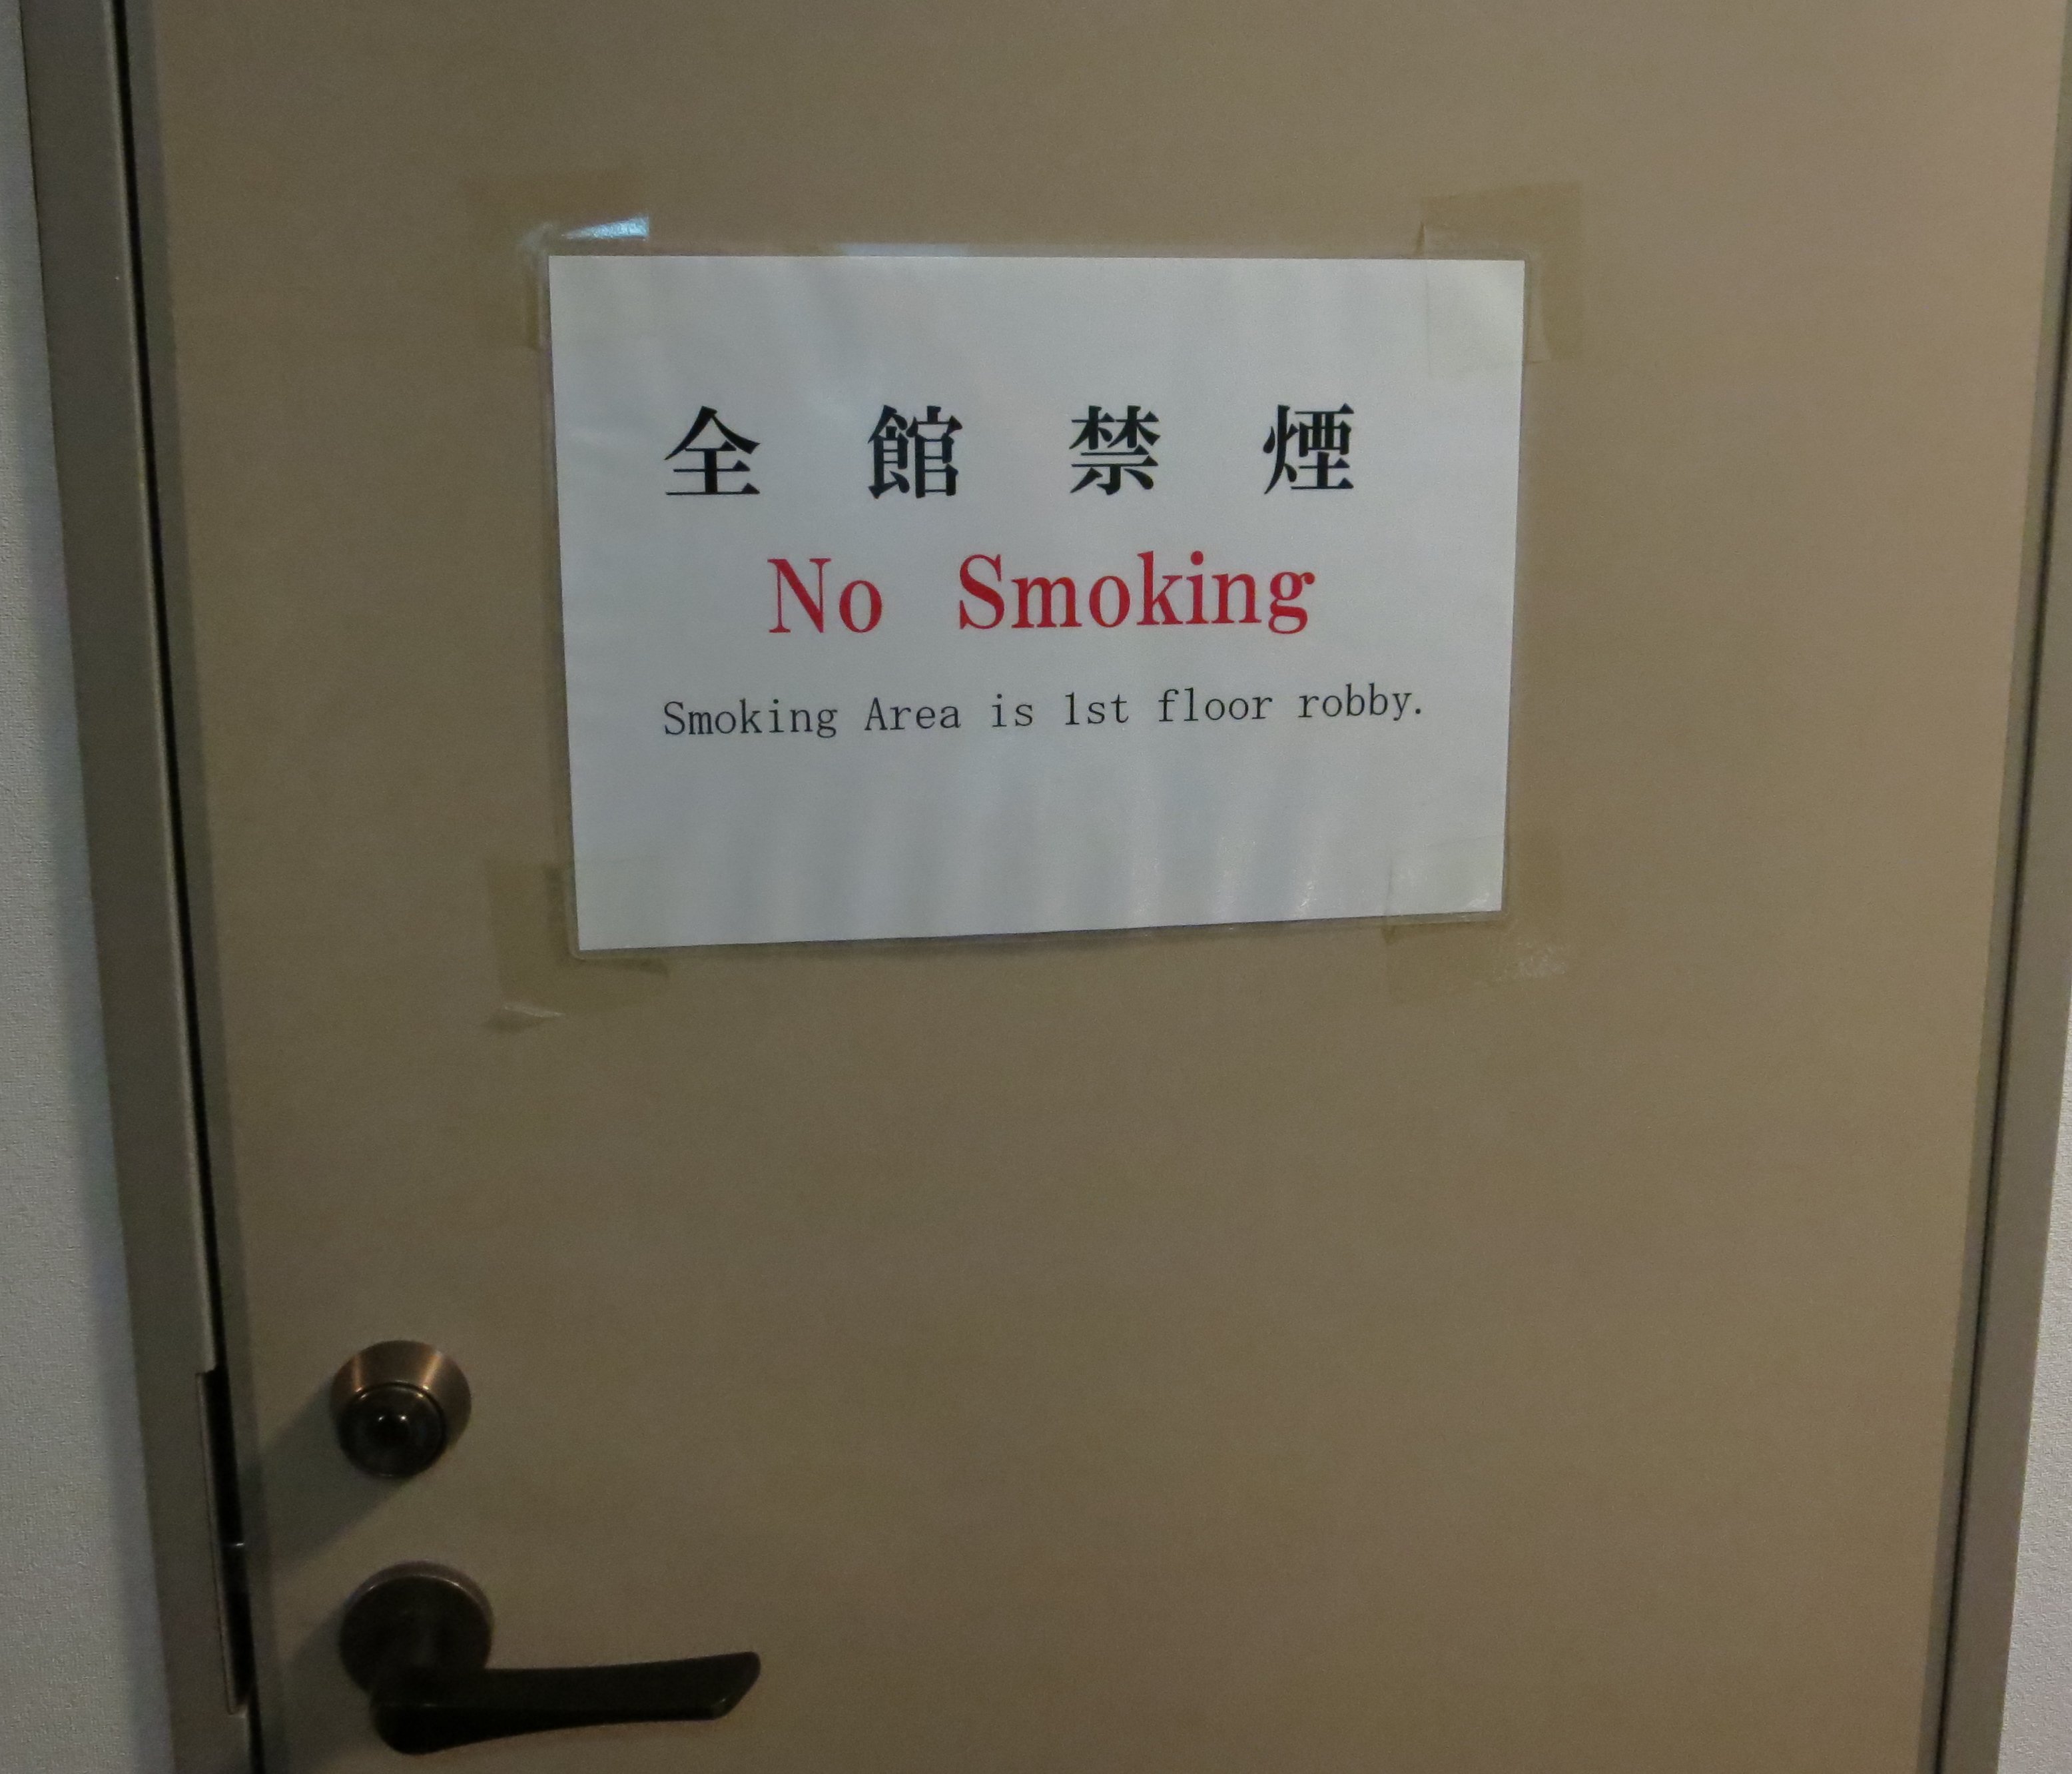 全館禁煙
No Smoking
Smoking Area is 1st floor robby.